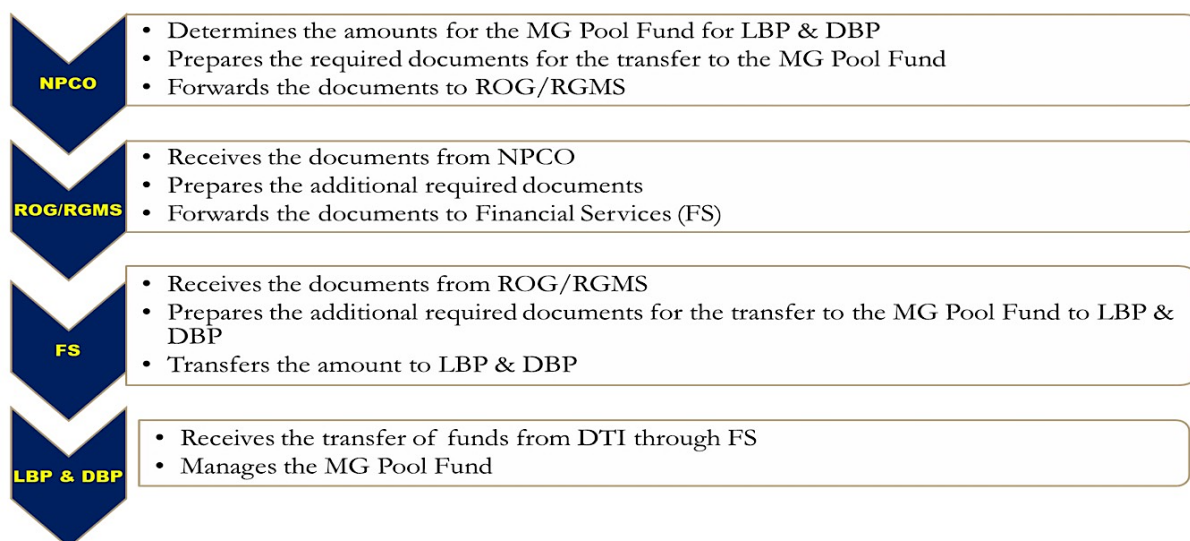 NPCO
• Determines the amounts for the MG Pool Fund for LBP & DBP
• Prepares the required documents for the transfer to the MG Pool Fund
• Forwards the documents to ROG/RGMS
ROG/RGMS
• Receives the documents from NPCO
• Prepares the additional required documents
• Forwards the documents to Financial Services (FS)
FS
• Receives the documents from ROG/RGMS
• Prepares the additional required documents for the transfer to the MG Pool Fund to LBP &
DBP
• Transfers the amount to LBP & DBP
LBP & DBP
• Receives the transfer of funds from DTI through FS
• Manages the MG Pool Fund